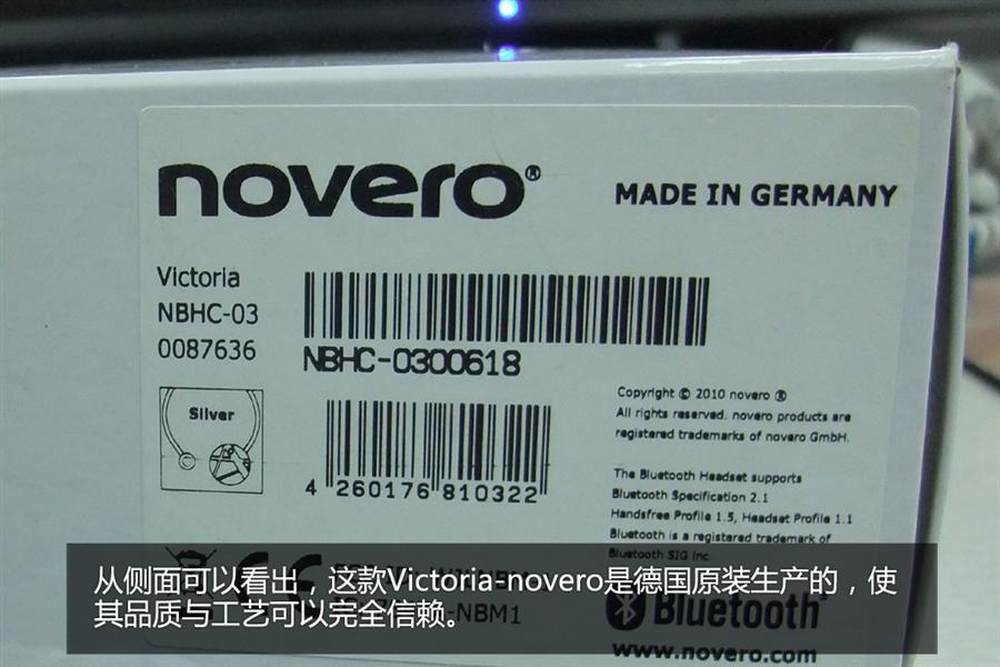 novero®
MADE IN GERMANY
Victoria
NBHC-03
0087636
NBHC-0300618
Silver
4 260176 810322
Copyright © 2010 novero ®
All rights reserved. novero products are
registered trademarks of novero GmbH.
The Bluetooth Headset supports
Bluetooth Specification 2.1
Handsfree Profile 1.5, Headset Profile 1.1
Bluetooth is a registered trademark of
Bluetooth SIG Inc
CE
-NBM1
Bluetooth
www.novero.com
从侧面可以看出，这款Victoria-novero是德国原装生产的，使
其品质与工艺可以完全信赖。